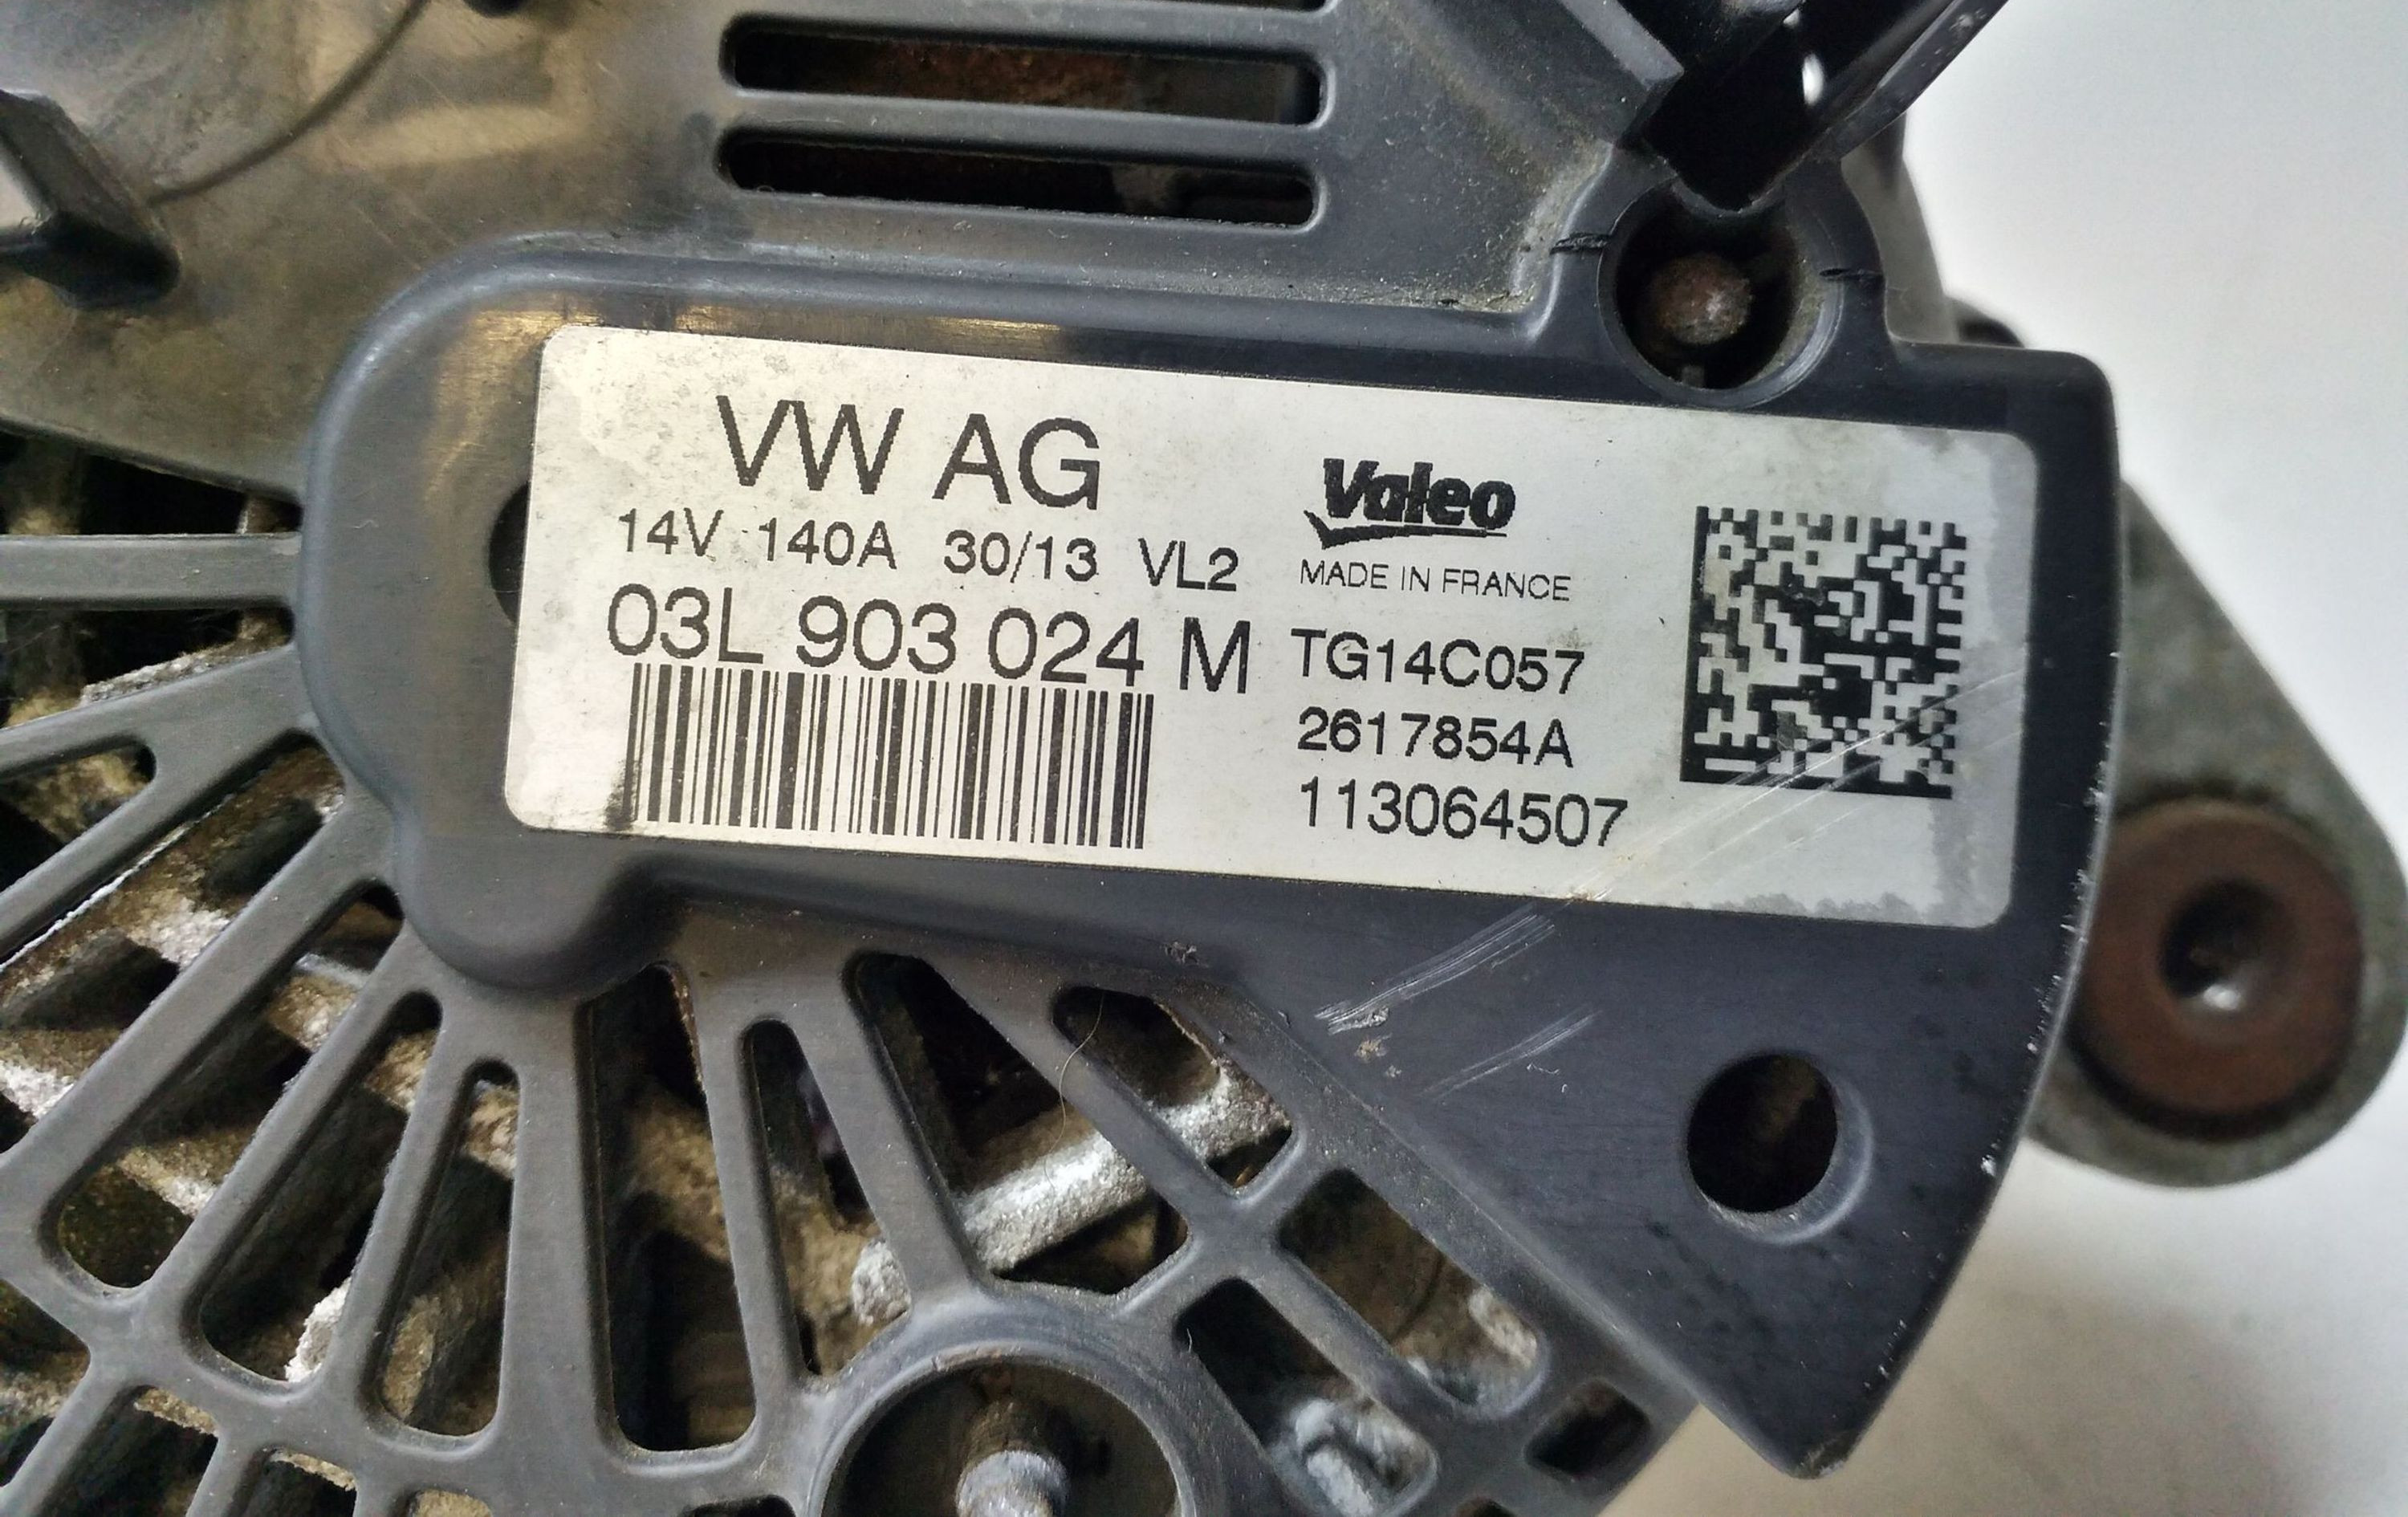 VW AG
14V 140A 30/13 VL2
03L 903 024 M
Valeo
MADE IN FRANCE
TG14C057
2617854A
113064507